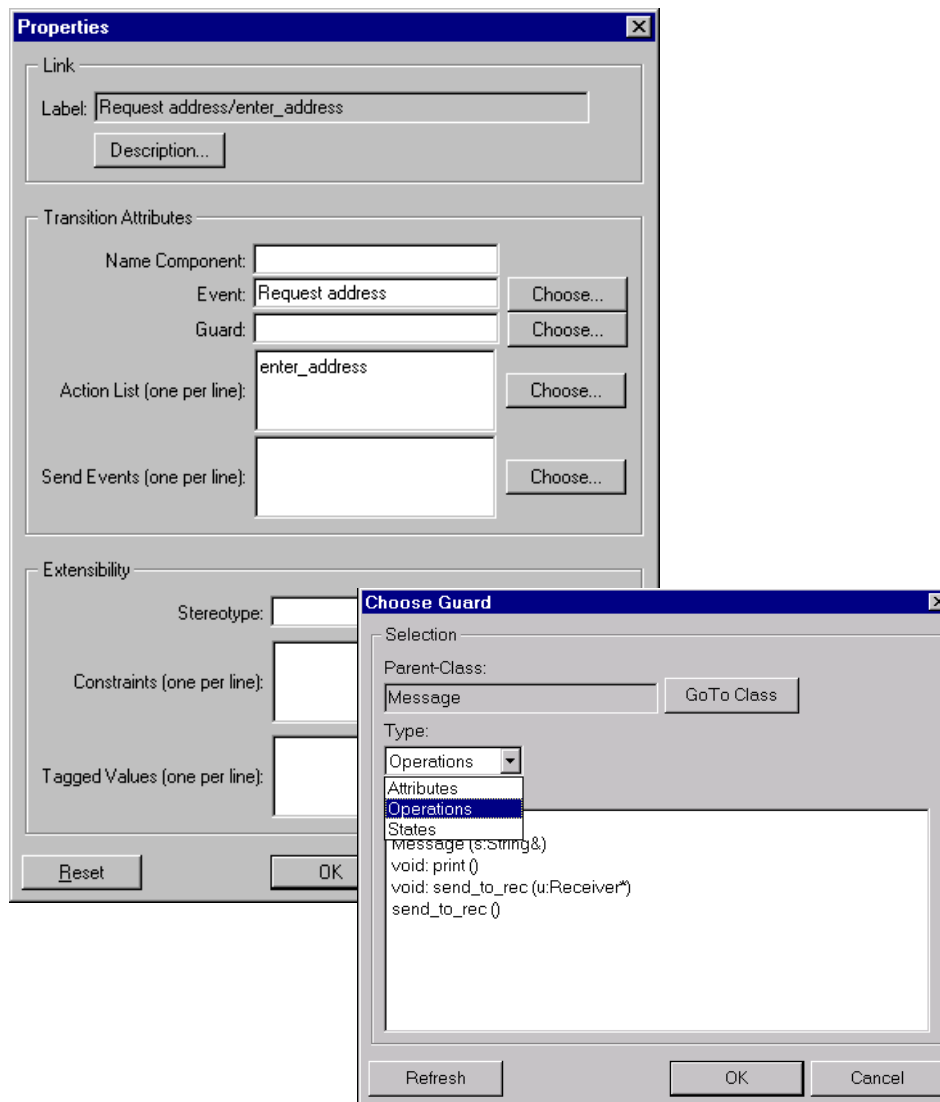 Properties
Link
Label: Request address/enter_address
Description...
Transition Attributes
Name Component:
Event: Request address Choose...
Guard: Choose...
enter_address
Action List (one per line): Choose...
Send Events (one per line): Choose...
Extensibility
Stereotype:
Constraints (one per line):
Tagged Values (one per line):
Reset OK
Choose Guard
Selection
Parent-Class:
Message GoTo Class
Type:
Operations
Attributes
Operations
States
Message (s:String&)
void: print ()
void: send_to_rec (u:Receiver*)
send_to_rec ()
Refresh OK Cancel